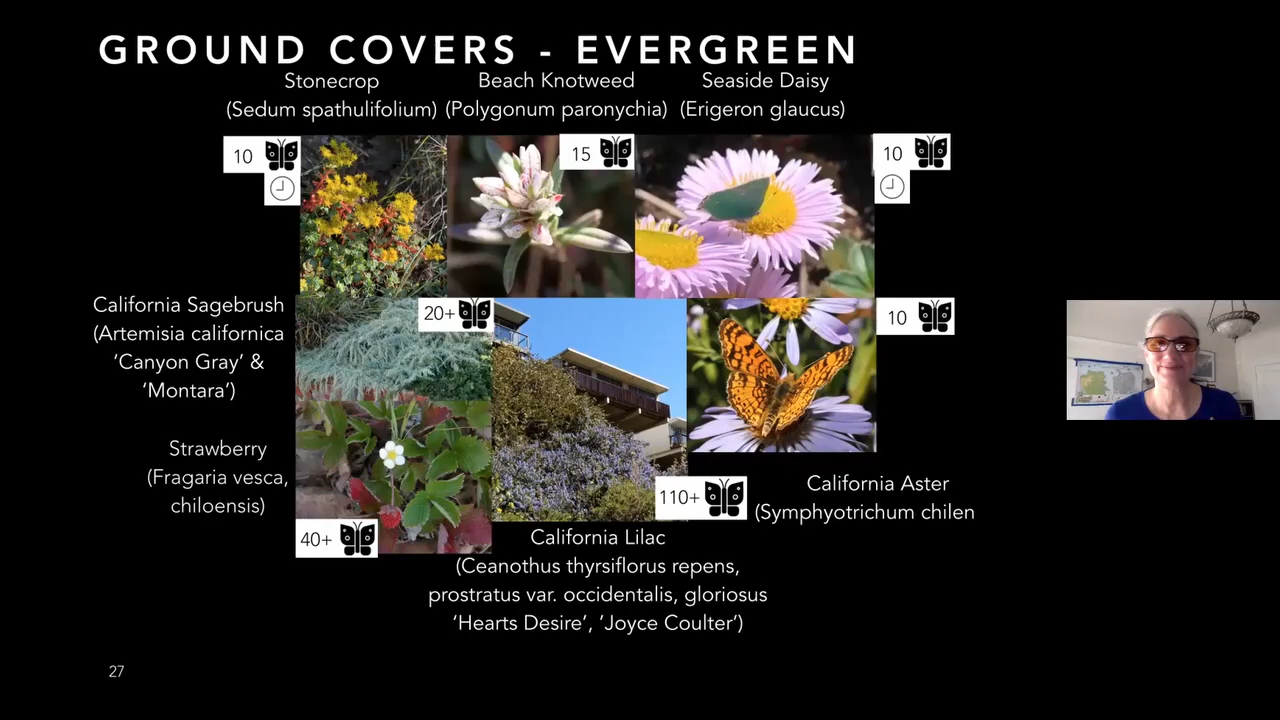 GROUND COVERS - EVERGREEN
Stonecrop
(Sedum spathulifolium)
Beach Knotweed
(Polygonum paronychia)
Seaside Daisy
(Erigeron glaucus)
10
15
10
California Sagebrush
(Artemisia californica
‘Canyon Gray’ &
‘Montara’)
20+
10
Strawberry
(Fragaria vesca,
chiloensis)
40+
110+
California Aster
(Symphyotrichum chilen
California Lilac
(Ceanothus thyrsiflorus repens,
prostratus var. occidentalis, gloriosus
‘Hearts Desire’, ‘Joyce Coulter’)
27